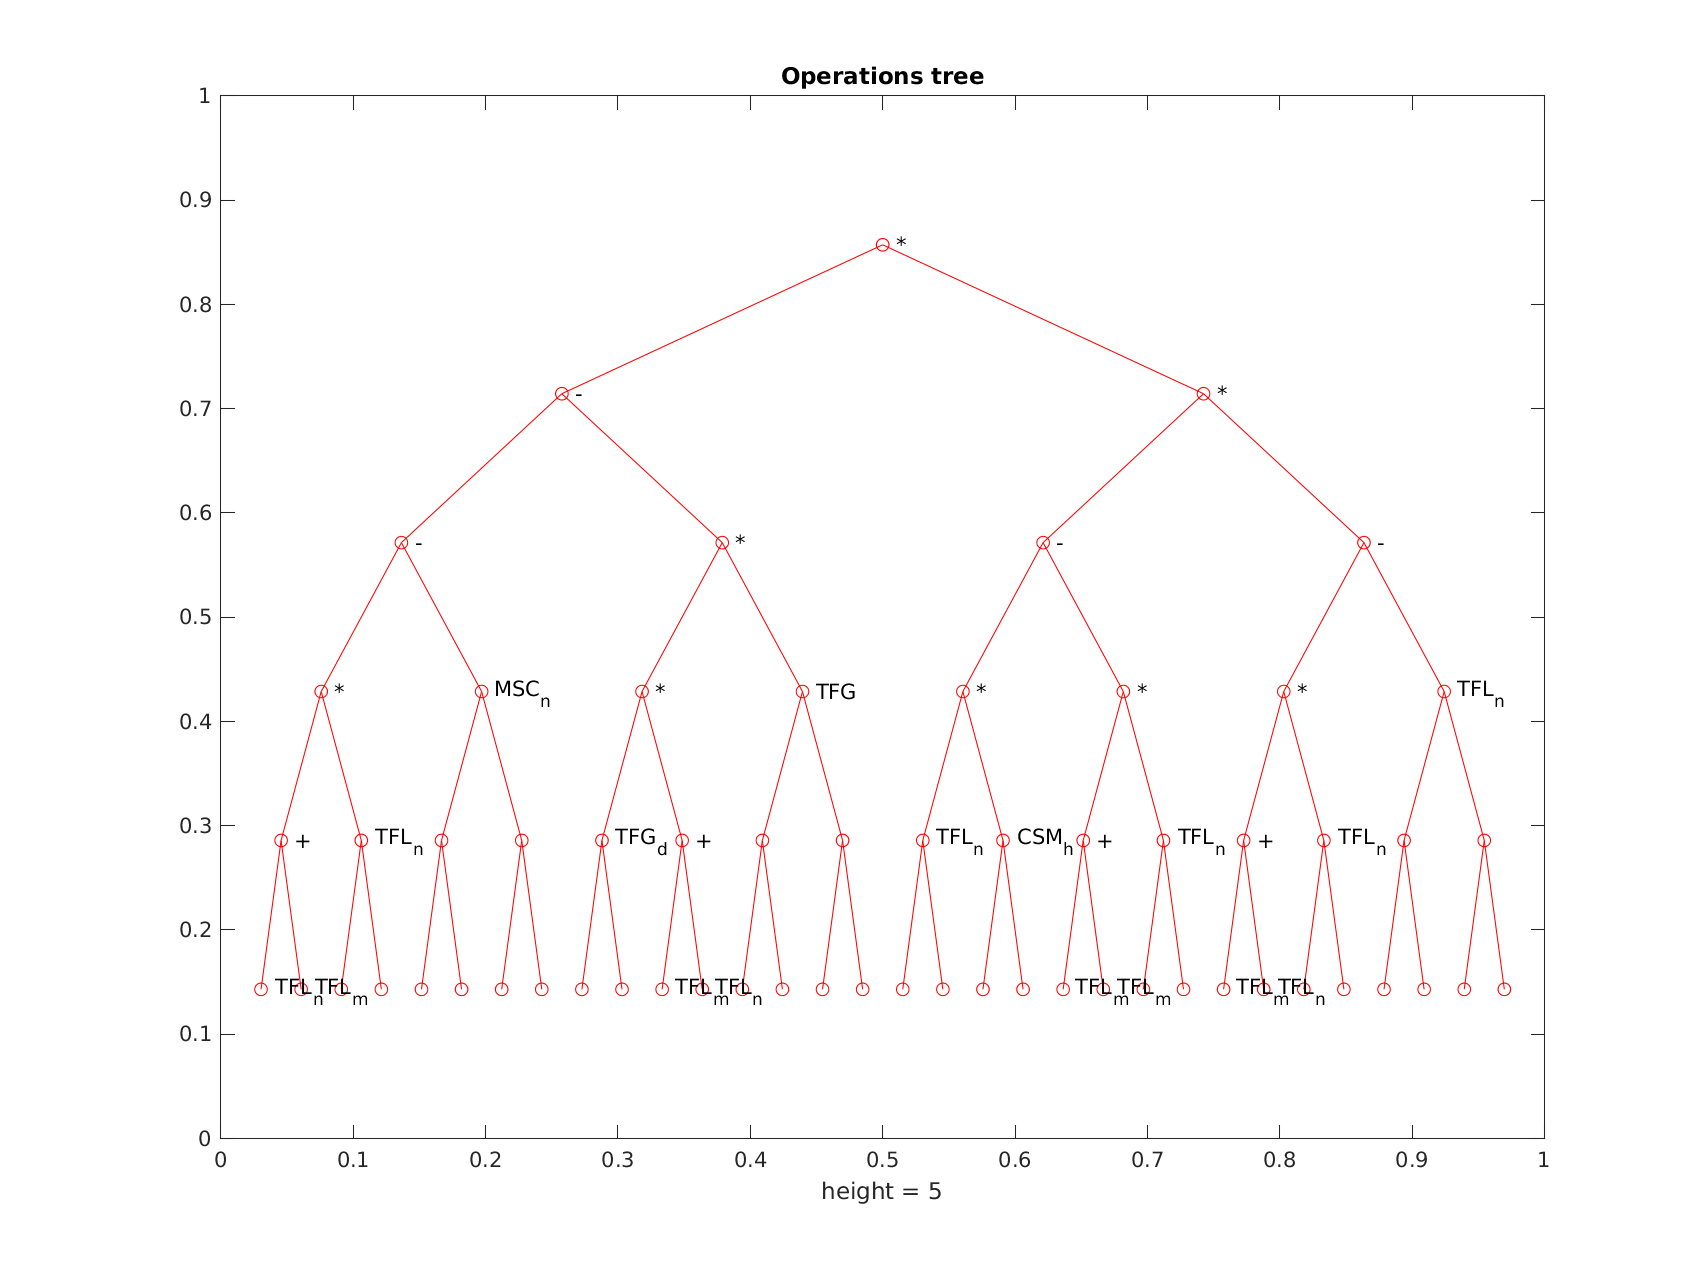 Operations tree
1
0.9
*
0.8
- *
0.7
0.6
- * - -
0.5
* MSC_n * TFG * * * TFL_n
0.4
0.3
+ TFL_n TFG_d + TFL_n CSM_h + TFL_n + TFL_n
0.2
TFL_n TFL_m TFL_m TFL_n TFL_m TFL_m TFL_m TFL_n
0.1
0
0 0.1 0.2 0.3 0.4 0.5 0.6 0.7 0.8 0.9 1
height = 5